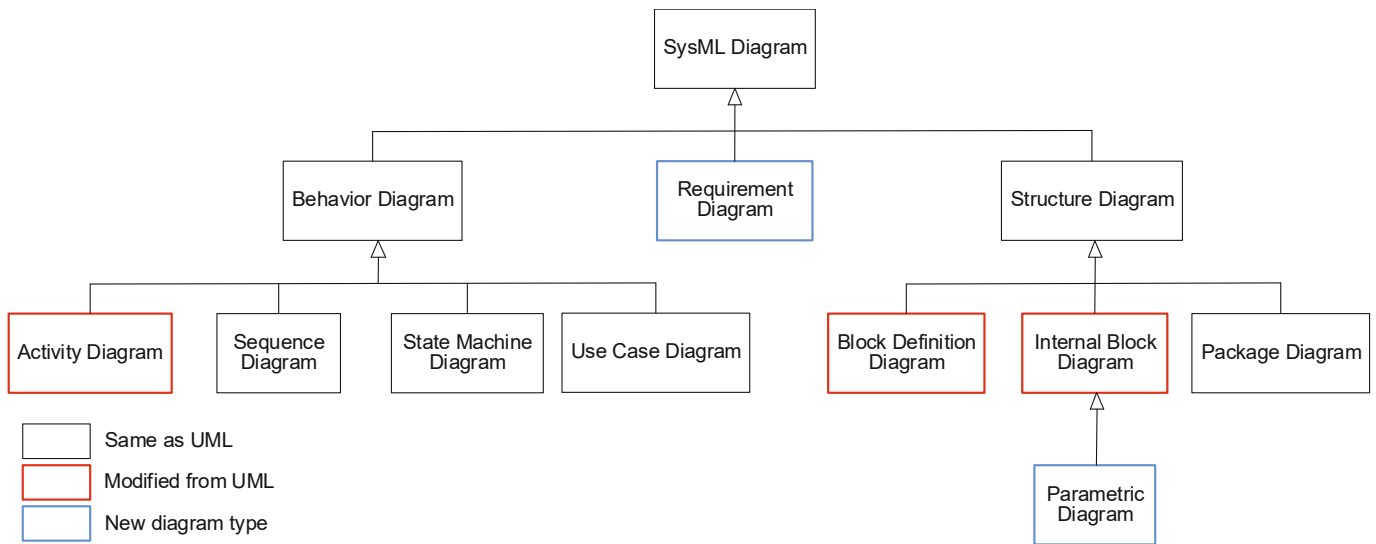 SysML Diagram
Behavior Diagram
Requirement
Diagram
Structure Diagram
Activity Diagram
Sequence
Diagram
State Machine
Diagram
Use Case Diagram
Block Definition
Diagram
Internal Block
Diagram
Package Diagram
Same as UML
Modified from UML
New diagram type
Parametric
Diagram